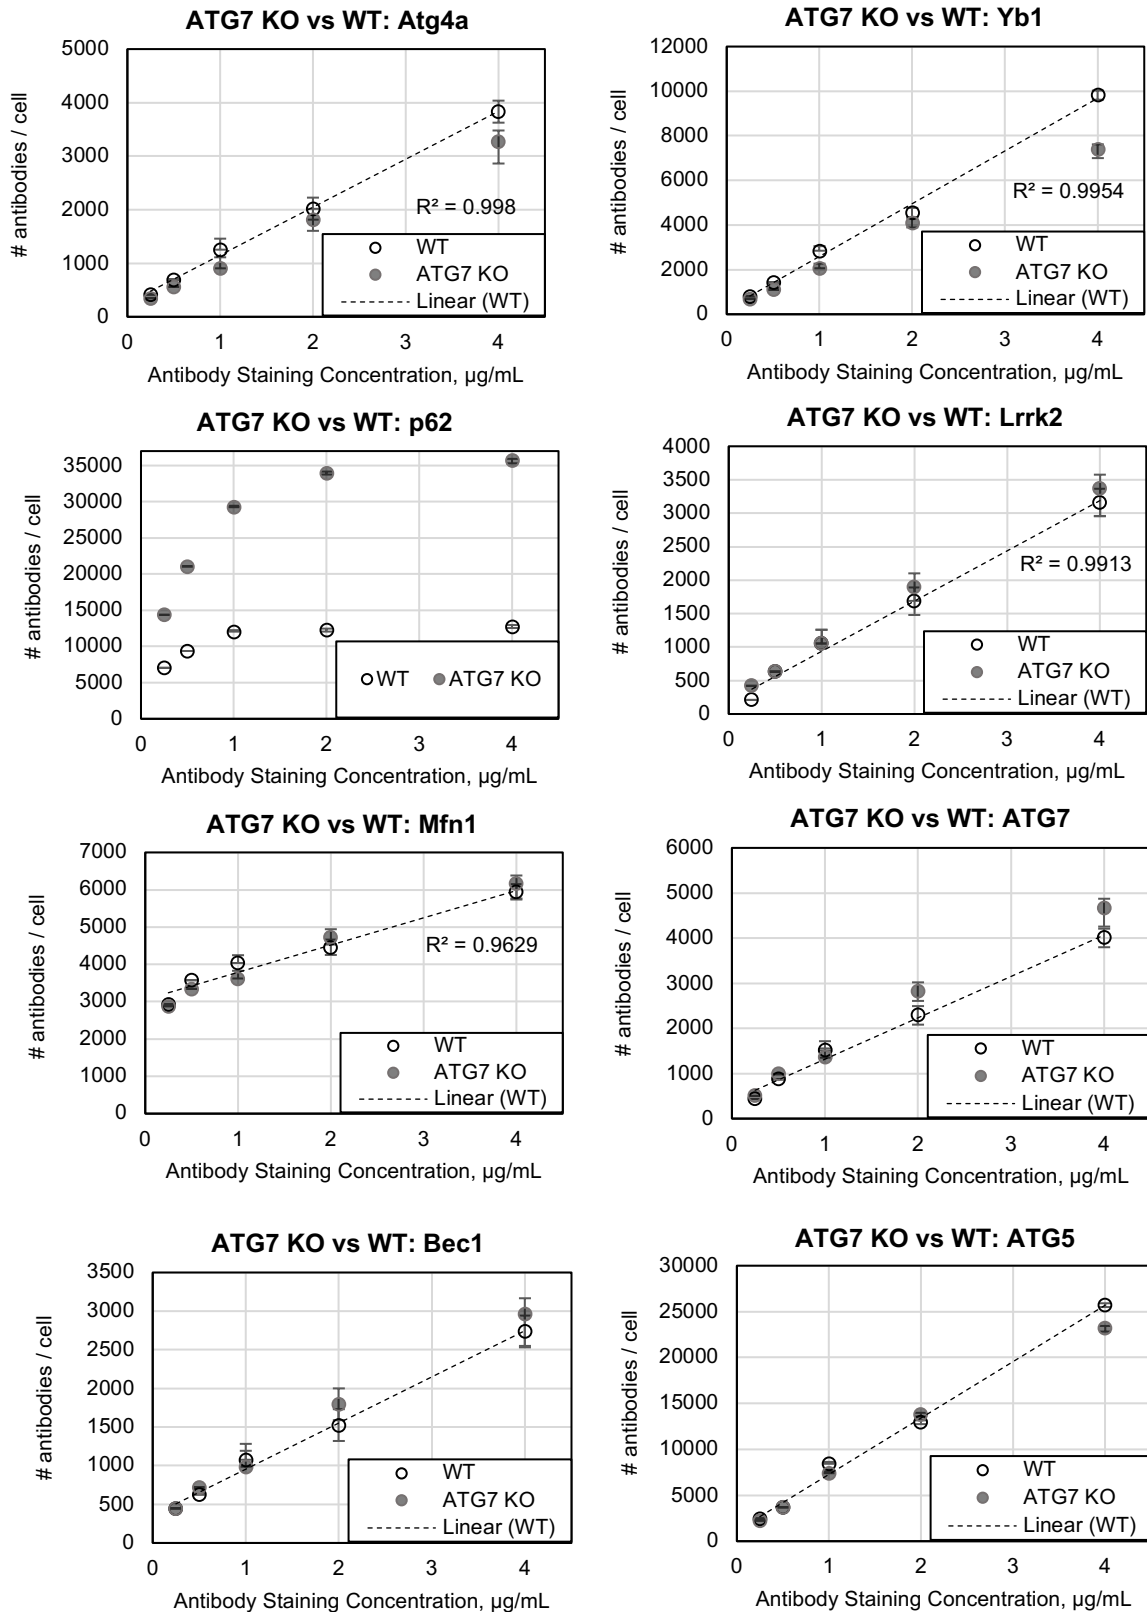 ATG7 KO vs WT: Atg4a
# antibodies / cell
5000
4000
3000
2000
1000
0
R² = 0.998
WT
ATG7 KO
Linear (WT)
0 1 2 3 4
Antibody Staining Concentration, µg/mL
ATG7 KO vs WT: Yb1
# antibodies / cell
12000
10000
8000
6000
4000
2000
0
R² = 0.9954
WT
ATG7 KO
Linear (WT)
0 1 2 3 4
Antibody Staining Concentration, µg/mL
ATG7 KO vs WT: p62
# antibodies / cell
35000
30000
25000
20000
15000
10000
5000
0
WT ATG7 KO
0 1 2 3 4
Antibody Staining Concentration, µg/mL
ATG7 KO vs WT: Lrrk2
# antibodies / cell
4000
3500
3000
2500
2000
1500
1000
500
0
R² = 0.9913
WT
ATG7 KO
Linear (WT)
0 1 2 3 4
Antibody Staining Concentration, µg/mL
ATG7 KO vs WT: Mfn1
# antibodies / cell
7000
6000
5000
4000
3000
2000
1000
0
R² = 0.9629
WT
ATG7 KO
Linear (WT)
0 1 2 3 4
Antibody Staining Concentration, µg/mL
ATG7 KO vs WT: ATG7
# antibodies / cell
6000
5000
4000
3000
2000
1000
0
WT
ATG7 KO
Linear (WT)
0 1 2 3 4
Antibody Staining Concentration, µg/mL
ATG7 KO vs WT: Bec1
# antibodies / cell
3500
3000
2500
2000
1500
1000
500
0
WT
ATG7 KO
Linear (WT)
0 1 2 3 4
Antibody Staining Concentration, µg/mL
ATG7 KO vs WT: ATG5
# antibodies / cell
30000
25000
20000
15000
10000
5000
0
WT
ATG7 KO
Linear (WT)
0 1 2 3 4
Antibody Staining Concentration, µg/mL